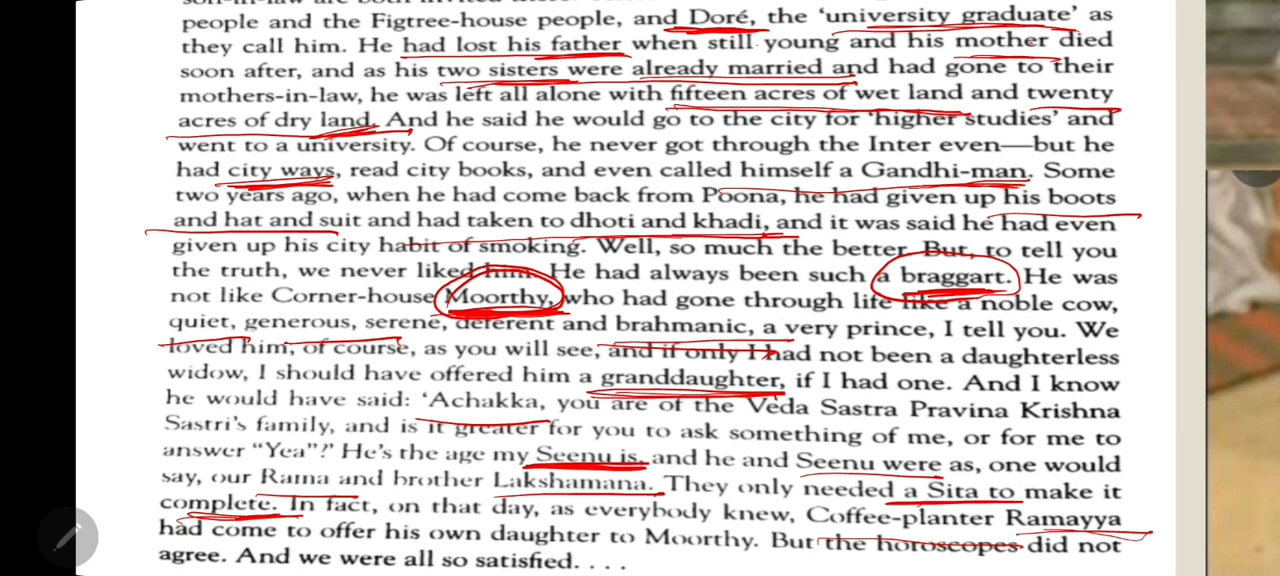 people and the Figtree-house people, and Doré, the ‘university graduate’ as
they call him. He had lost his father when still young and his mother died
soon after, and as his two sisters were already married and had gone to their
mothers-in-law, he was left all alone with fifteen acres of wet land and twenty
acres of dry land. And he said he would go to the city for ‘higher studies’ and
went to a university. Of course, he never got through the Inter even—but he
had city ways, read city books, and even called himself a Gandhi-man. Some
two years ago, when he had come back from Poona, he had given up his boots
and hat and suit and had taken to dhoti and khadi, and it was said he had even
given up his city habit of smoking. Well, so much the better. But, to tell you
the truth, we never liked him. He had always been such a braggart. He was
not like Corner-house Moorthy, who had gone through life like a noble cow,
quiet, generous, serene, deferent and brahmanic, a very prince, I tell you. We
loved him, of course, as you will see, and if only I had not been a daughterless
widow, I should have offered him a granddaughter, if I had one. And I know
he would have said: ‘Achakka, you are of the Veda Sastra Pravina Krishna
Sastri’s family, and is it greater for you to ask something of me, or for me to
answer “Yea”?’ He’s the age my Seenu is, and he and Seenu were as, one would
say, our Rama and brother Lakshamana. They only needed a Sita to make it
complete. In fact, on that day, as everybody knew, Coffee-planter Ramayya
had come to offer his own daughter to Moorthy. But the horoscopes did not
agree. And we were all so satisfied. . . .